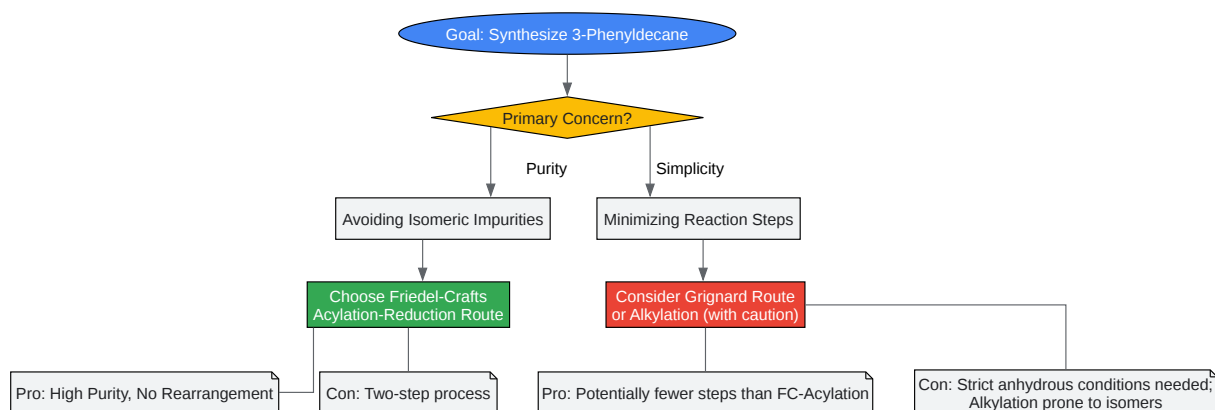 Goal: Synthesize 3-Phenyldecane
Primary Concern?
Purity
Simplicity
Avoiding Isomeric Impurities
Minimizing Reaction Steps
Choose Friedel-Crafts
Acylation-Reduction Route
Consider Grignard Route
or Alkylation (with caution)
Pro: High Purity, No Rearrangement
Con: Two-step process
Pro: Potentially fewer steps than FC-Acylation
Con: Strict anhydrous conditions needed;
Alkylation prone to isomers